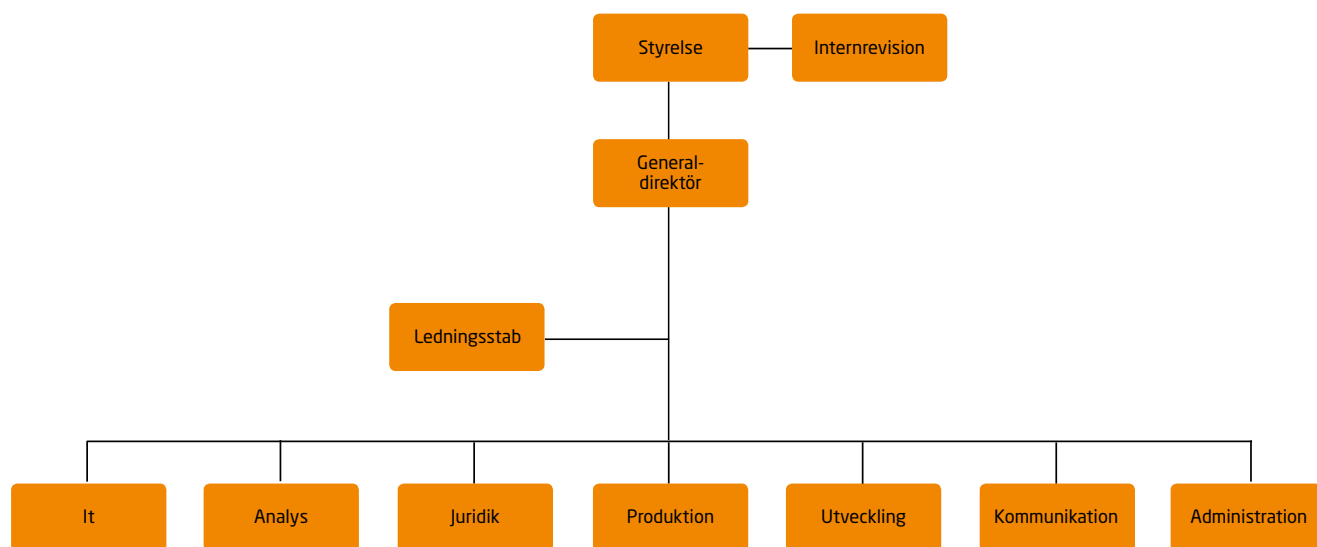 Styrelse
Internrevision
General-
direktör
Ledningsstab
It
Analys
Juridik
Produktion
Utveckling
Kommunikation
Administration